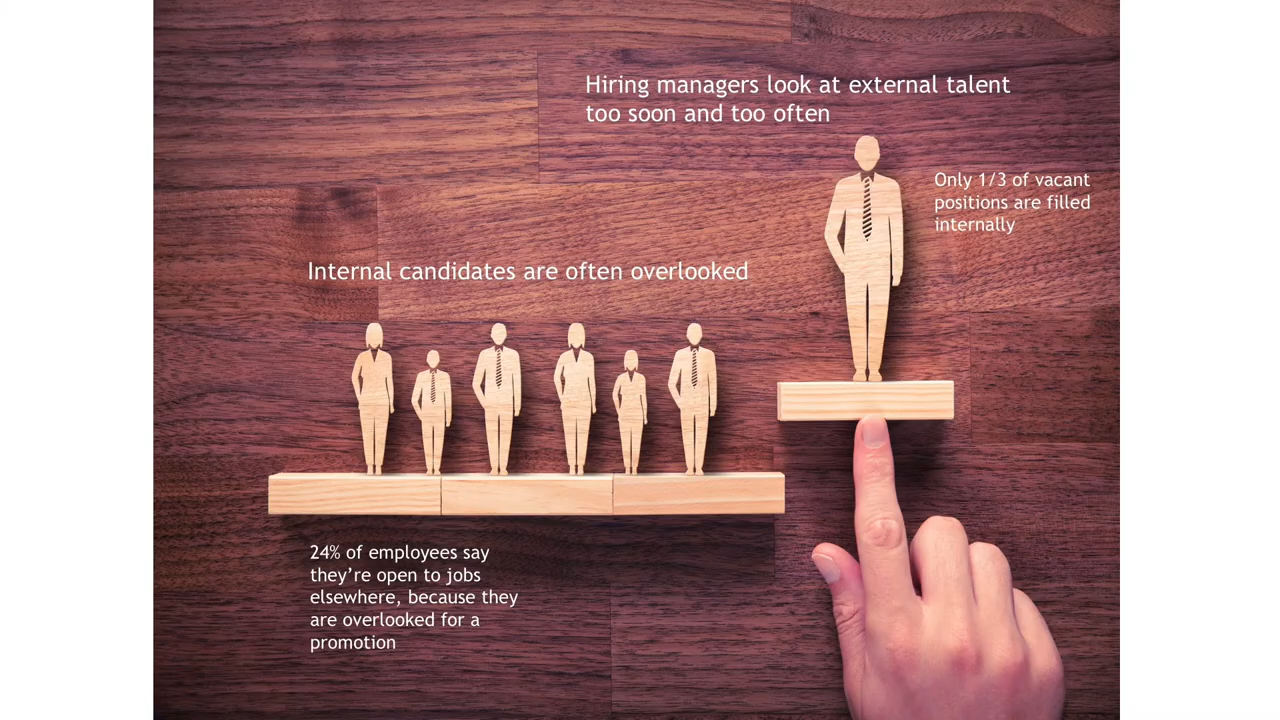 Hiring managers look at external talent
too soon and too often
Only 1/3 of vacant
positions are filled
internally
Internal candidates are often overlooked
24% of employees say
they’re open to jobs
elsewhere, because they
are overlooked for a
promotion